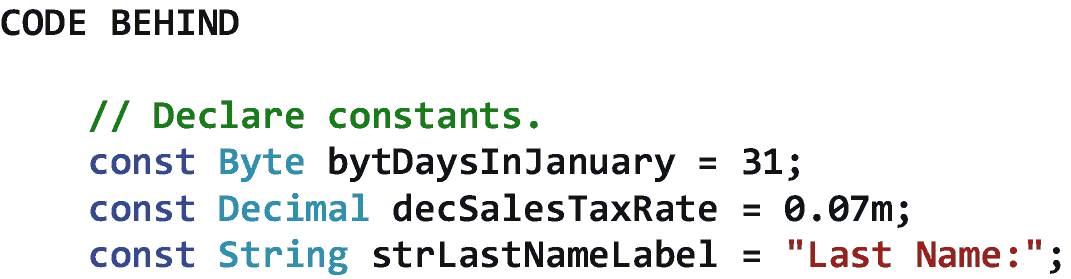 CODE BEHIND
// Declare constants.
const Byte bytDaysInJanuary = 31;
const Decimal decSalesTaxRate = 0.07m;
const String strLastNameLabel = "Last Name:";